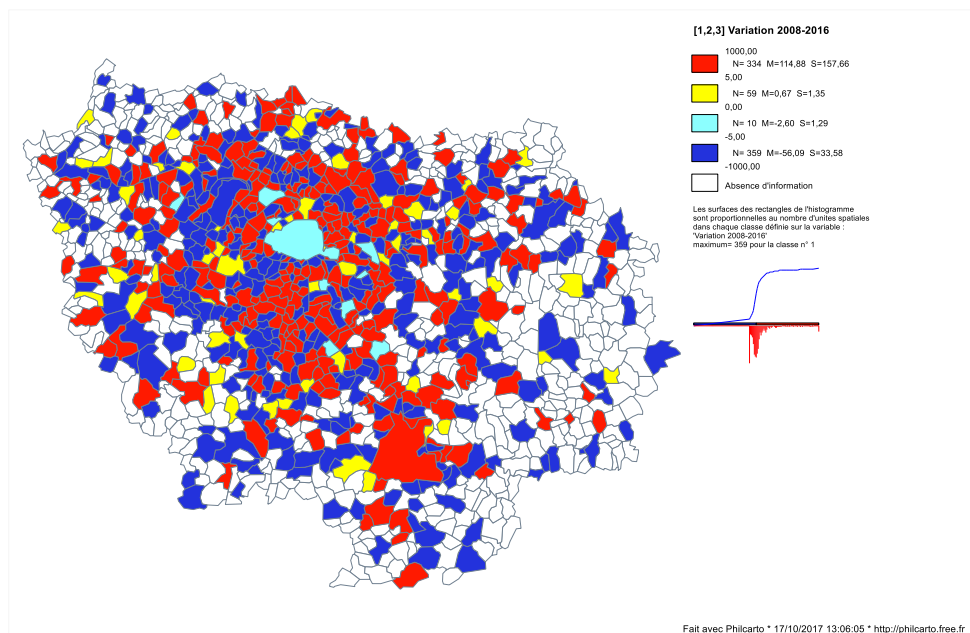 [1,2,3] Variation 2008-2016
1000,00
N= 334 M=114,88 S=157,66
5,00
N= 59 M=0,67 S=1,35
0,00
N= 10 M=-2,60 S=1,29
-5,00
N= 359 M=-56,09 S=33,58
-1000,00
Absence d'information
Les surfaces des rectangles de l'histogramme
sont proportionnelles au nombre d'unites spatiales
dans chaque classe définie sur la variable :
'Variation 2008-2016'
maximum= 359 pour la classe n° 1
Fait avec Philcarto * 17/10/2017 13:06:05 * http://philcarto.free.fr